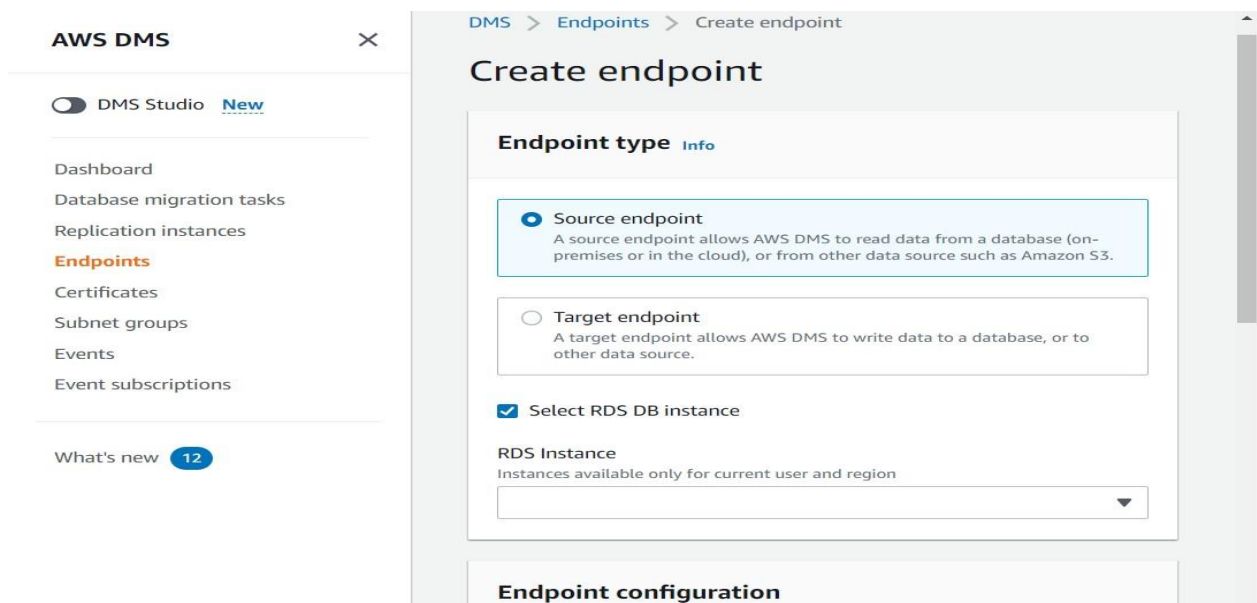 AWS DMS
DMS Studio New
Dashboard
Database migration tasks
Replication instances
Endpoints
Certificates
Subnet groups
Events
Event subscriptions
What's new 12
DMS > Endpoints > Create endpoint
Create endpoint
Endpoint type Info
Source endpoint
A source endpoint allows AWS DMS to read data from a database (on-
premises or in the cloud), or from other data source such as Amazon S3.
Target endpoint
A target endpoint allows AWS DMS to write data to a database, or to
other data source.
Select RDS DB instance
RDS Instance
Instances available only for current user and region
Endpoint configuration